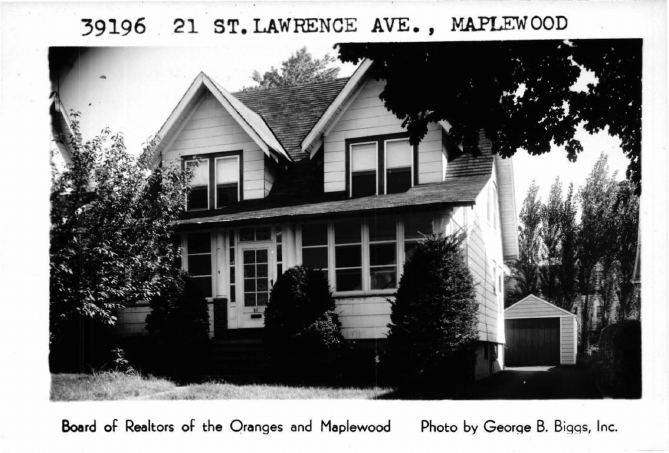 39196 21 ST. LAWRENCE AVE., MAPLEWOOD
Board of Realtors of the Oranges and Maplewood Photo by George B. Biggs, Inc.